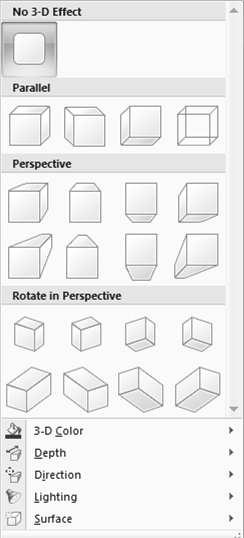 No 3-D Effect
Parallel
Perspective
Rotate in Perspective
3-D Color
Depth
Direction
Lighting
Surface